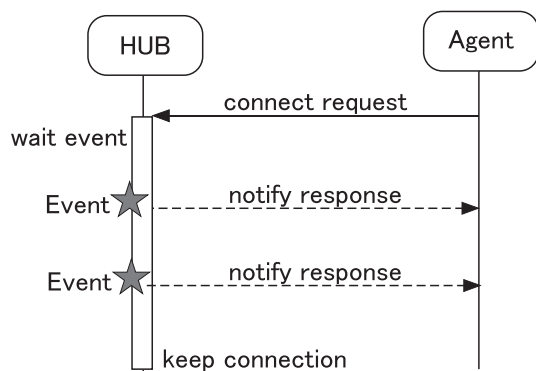 HUB
Agent
connect request
wait event
Event
notify response
Event
notify response
keep connection